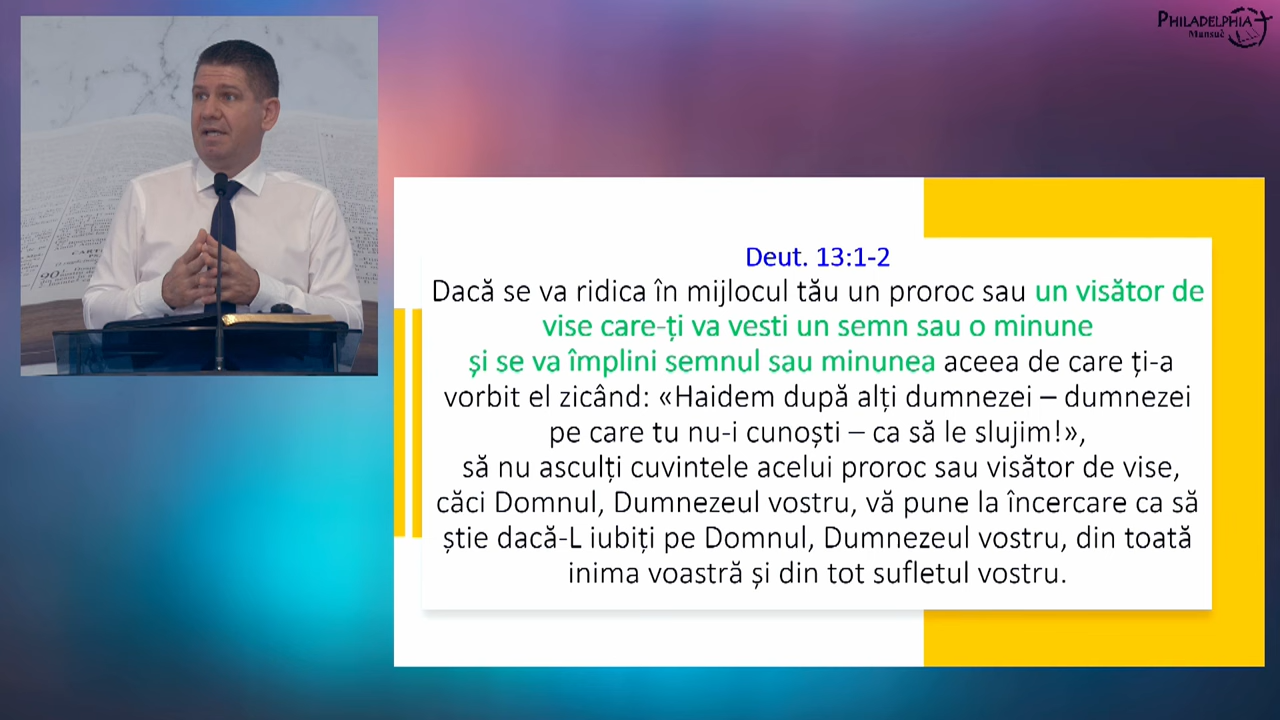 PHILADELPHIA
Mansuè
Deut. 13:1-2
Dacă se va ridica în mijlocul tău un proroc sau un visător de
vise care-ți va vesti un semn sau o minune
și se va împlini semnul sau minunea aceea de care ți-a
vorbit el zicând: «Haidem după alți dumnezei – dumnezei
pe care tu nu-i cunoști – ca să le slujim!»,
să nu asculți cuvintele acelui proroc sau visător de vise,
căci Domnul, Dumnezeul vostru, vă pune la încercare ca să
știe dacă-L iubiți pe Domnul, Dumnezeul vostru, din toată
inima voastră și din tot sufletul vostru.